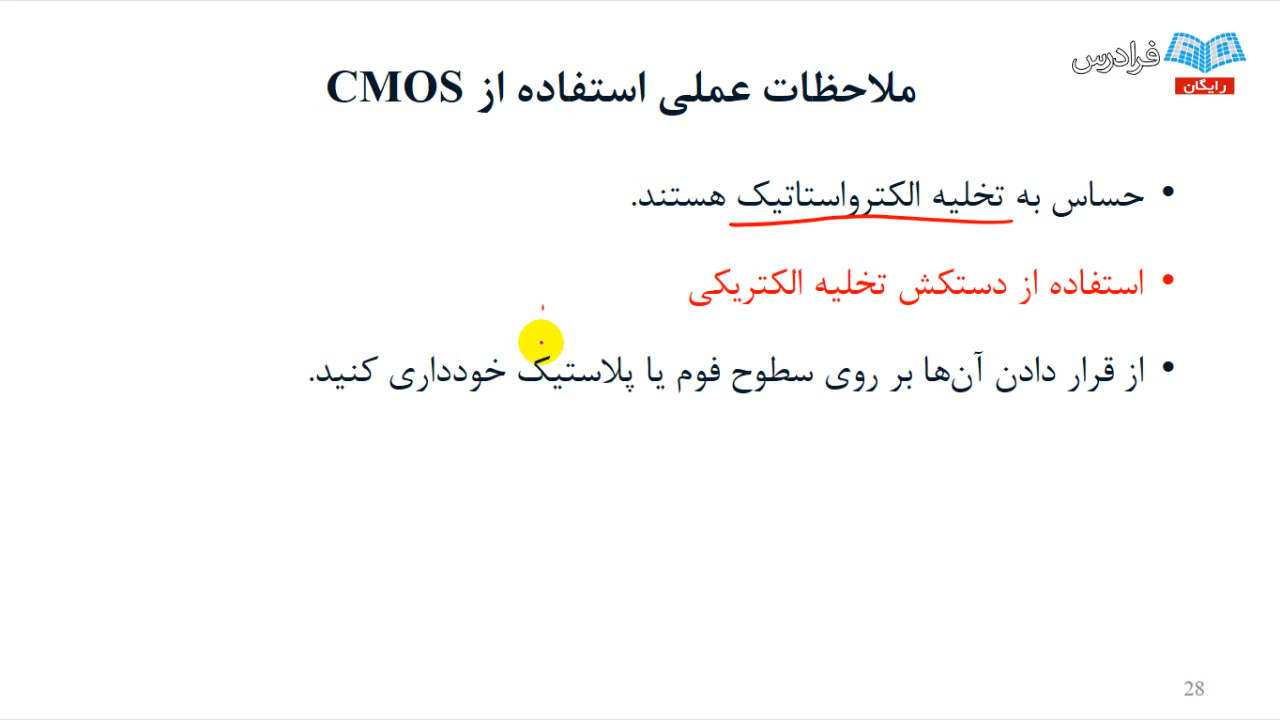 فرادرس
رایگان
ملاحظات عملی استفاده از CMOS
• حساس به تخلیه الکترواستاتیک هستند.
• استفاده از دستکش تخلیه الکتریکی
• از قرار دادن آن‌ها بر روی سطوح فوم یا پلاستیک خودداری کنید.
28